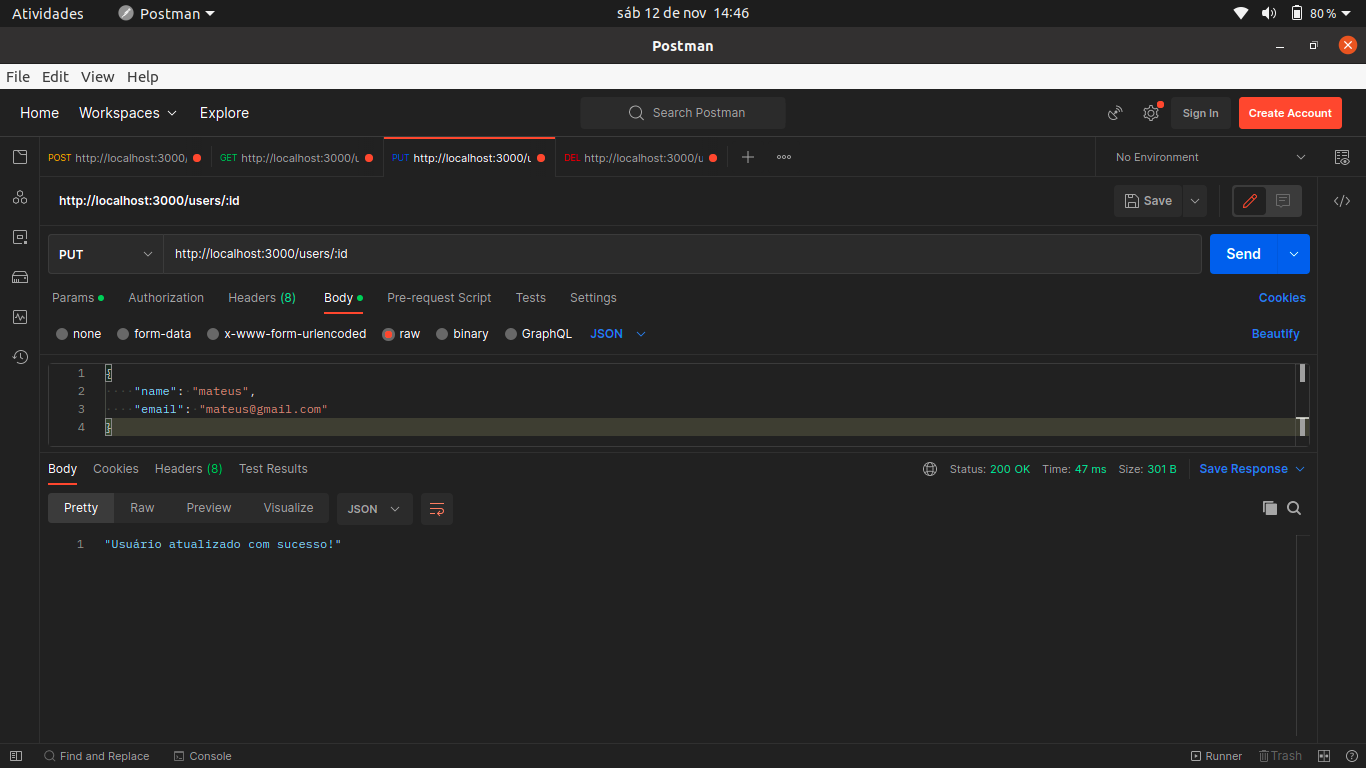 Atividades Postman sáb 12 de nov 14:46 80 %
Postman
File Edit View Help
Home Workspaces Explore Search Postman Sign In Create Account
POST http://localhost:3000/ GET http://localhost:3000/u PUT http://localhost:3000/u DEL http://localhost:3000/u No Environment
http://localhost:3000/users/:id Save
PUT http://localhost:3000/users/:id Send
Params Authorization Headers (8) Body Pre-request Script Tests Settings Cookies
none form-data x-www-form-urlencoded raw binary GraphQL JSON Beautify
1 {
2 "name": "mateus",
3 "email": "mateus@gmail.com"
4 }
Body Cookies Headers (8) Test Results Status: 200 OK Time: 47 ms Size: 301 B Save Response
Pretty Raw Preview Visualize JSON
1 "Usuário atualizado com sucesso!"
Find and Replace Console Runner Trash